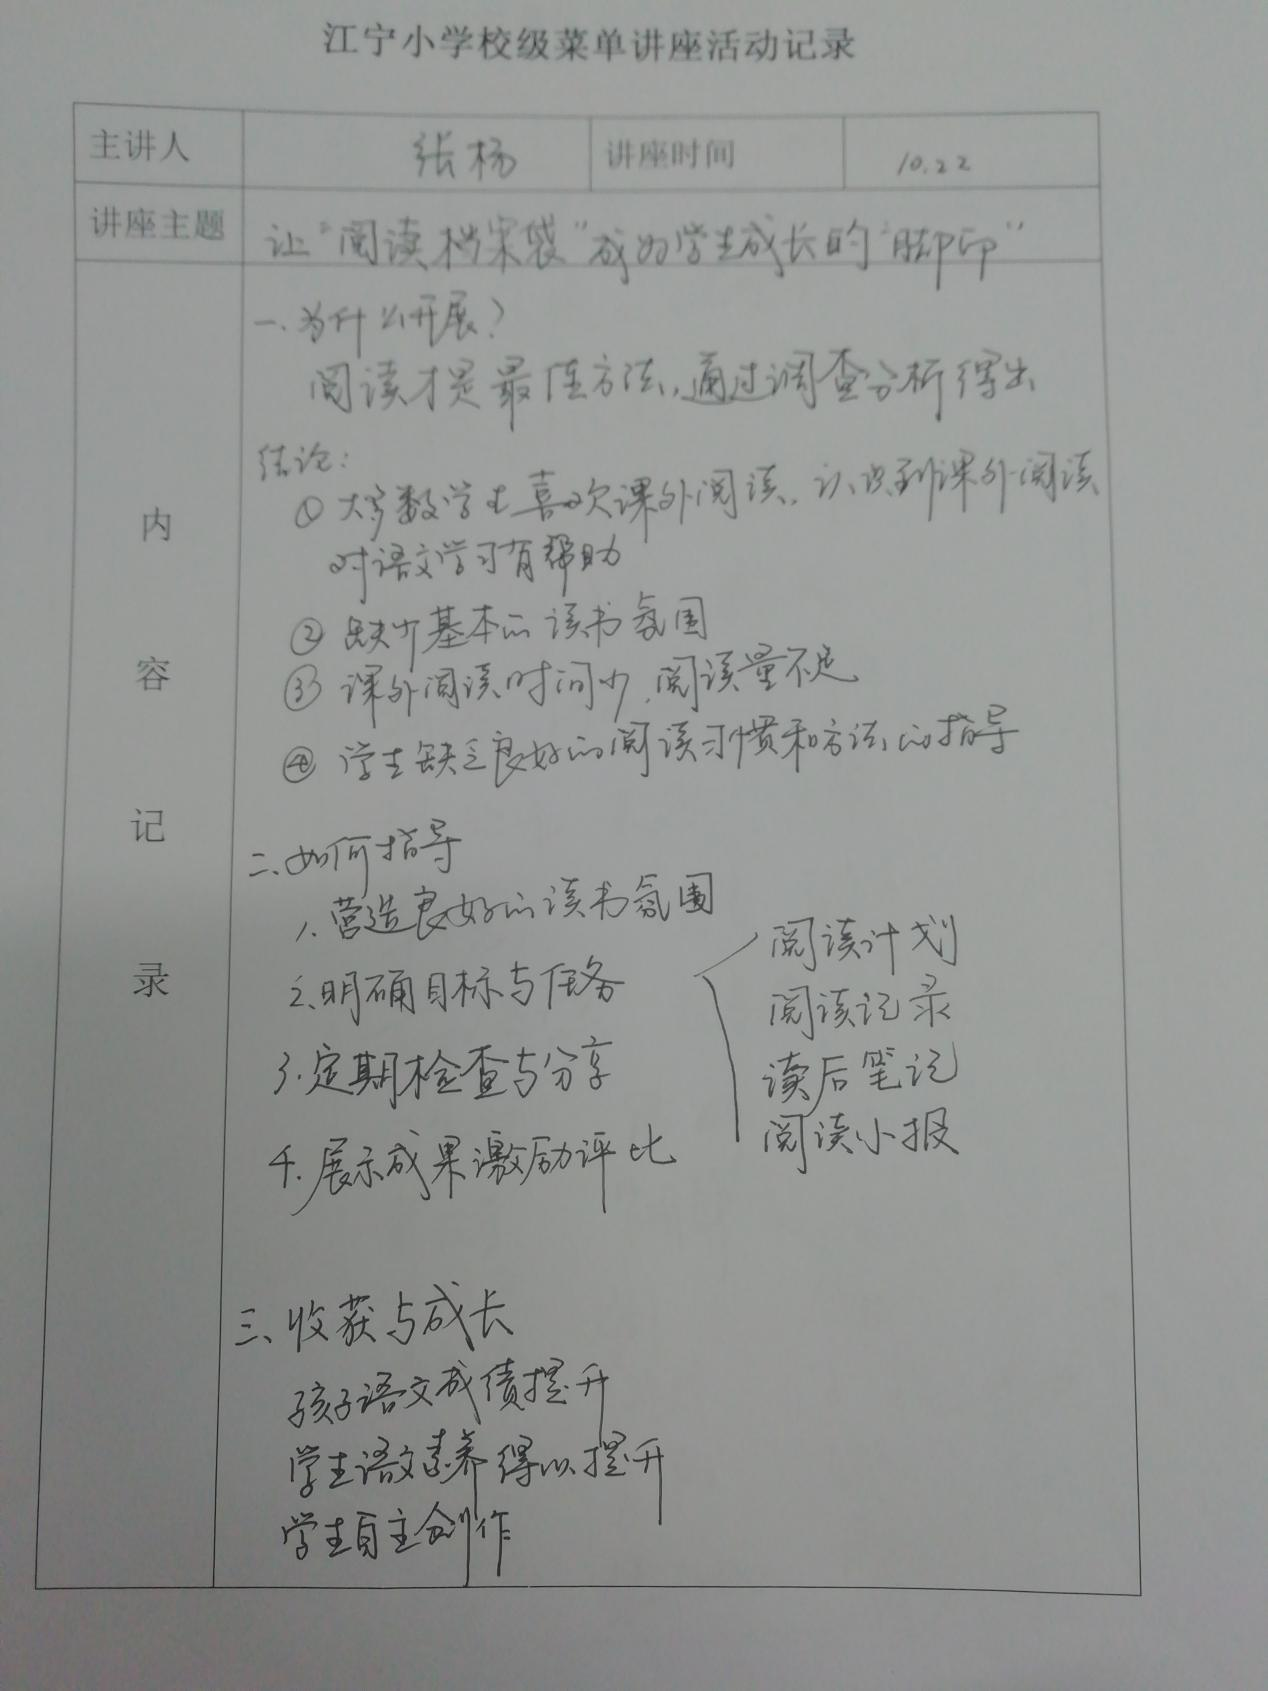 江宁小学校级菜单讲座活动记录
主讲人 张杨 讲座时间 10.22
讲座主题 让“阅读档案袋”成为学生成长的“脚印”
内容记录
一、为什么开展？
阅读才是最佳方法，通过调查分析得出
结论：
① 大多数学生喜欢课外阅读，认识到课外阅读
对语文学习有帮助
② 缺少基本的读书氛围
③ 课外阅读时间少，阅读量不足
④ 学生缺乏良好的阅读习惯和方法的指导
二、如何指导
1、营造良好的读书氛围
2、明确目标与任务
3、定期检查与分享
4、展示成果激励评比
阅读计划
阅读记录
读后笔记
阅读小报
三、收获与成长
孩子语文成绩提升
学生语文素养得以提升
学生自主创作